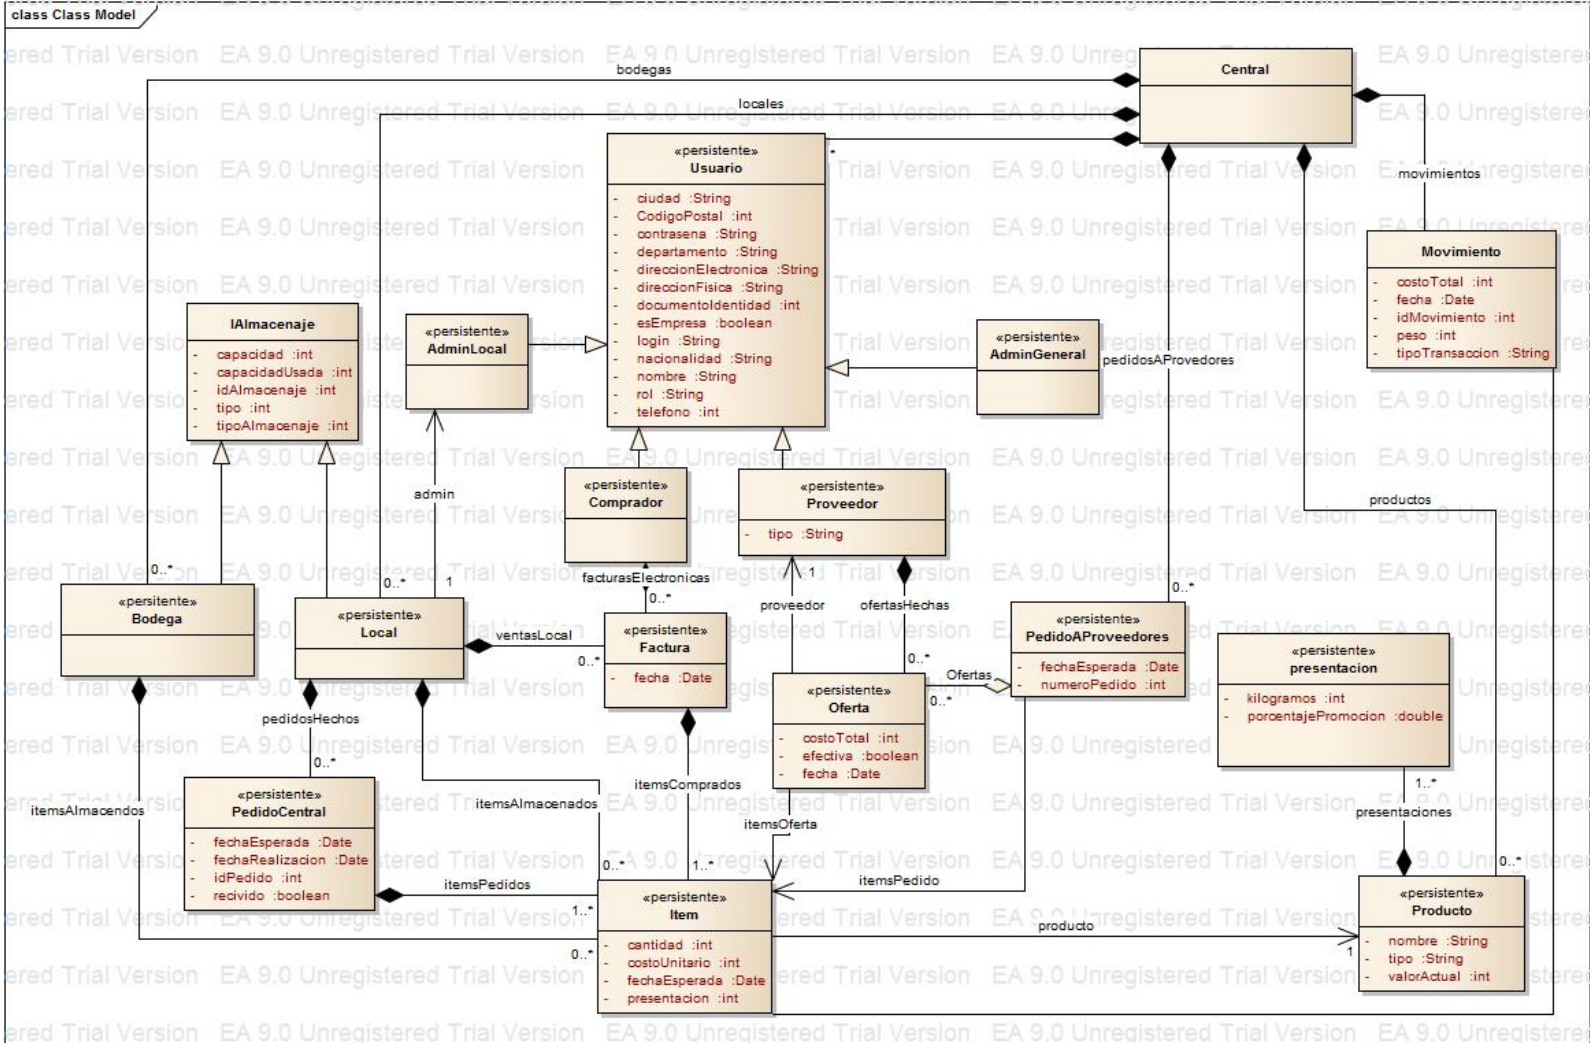 class Class Model
Central
bodegas
locales
*
movimientos
pedidosAProvedores
productos
«persistente»
Usuario
- ciudad :String
- CodigoPostal :int
- contrasena :String
- departamento :String
- direccionElectronica :String
- direccionFisica :String
- documentoIdentidad :int
- esEmpresa :boolean
- login :String
- nacionalidad :String
- nombre :String
- rol :String
- telefono :int
Movimiento
- costoTotal :int
- fecha :Date
- idMovimiento :int
- peso :int
- tipoTransaccion :String
IAlmacenaje
- capacidad :int
- capacidadUsada :int
- idAlmacenaje :int
- tipo :int
- tipoAlmacenaje :int
«persistente»
AdminLocal
«persistente»
AdminGeneral
admin
1
«persistente»
Comprador
«persistente»
Proveedor
- tipo :String
0..*
0..*
facturasElectronicas
0..*
1
proveedor
ofertasHechas
0..*
0..*
«persitente»
Bodega
«persistente»
Local
ventasLocal
0..*
«persistente»
Factura
- fecha :Date
«persistente»
PedidoAProveedores
- fechaEsperada :Date
- numeroPedido :int
Ofertas
0..*
«persistente»
presentacion
- kilogramos :int
- porcentajePromocion :double
«persistente»
Oferta
- costoTotal :int
- efectiva :boolean
- fecha :Date
pedidosHechos
0..*
itemsAlmacendos
«persistente»
PedidoCentral
- fechaEsperada :Date
- fechaRealizacion :Date
- idPedido :int
- recivido :boolean
itemsAlmacenados
0..*
itemsComprados
1..*
itemsOferta
1..*
presentaciones
0..*
itemsPedidos
1..*
itemsPedido
0..*
«persistente»
Item
- cantidad :int
- costoUnitario :int
- fechaEsperada :Date
- presentacion :int
producto
1
«persistente»
Producto
- nombre :String
- tipo :String
- valorActual :int
EA 9.0 Unregistered Trial Version